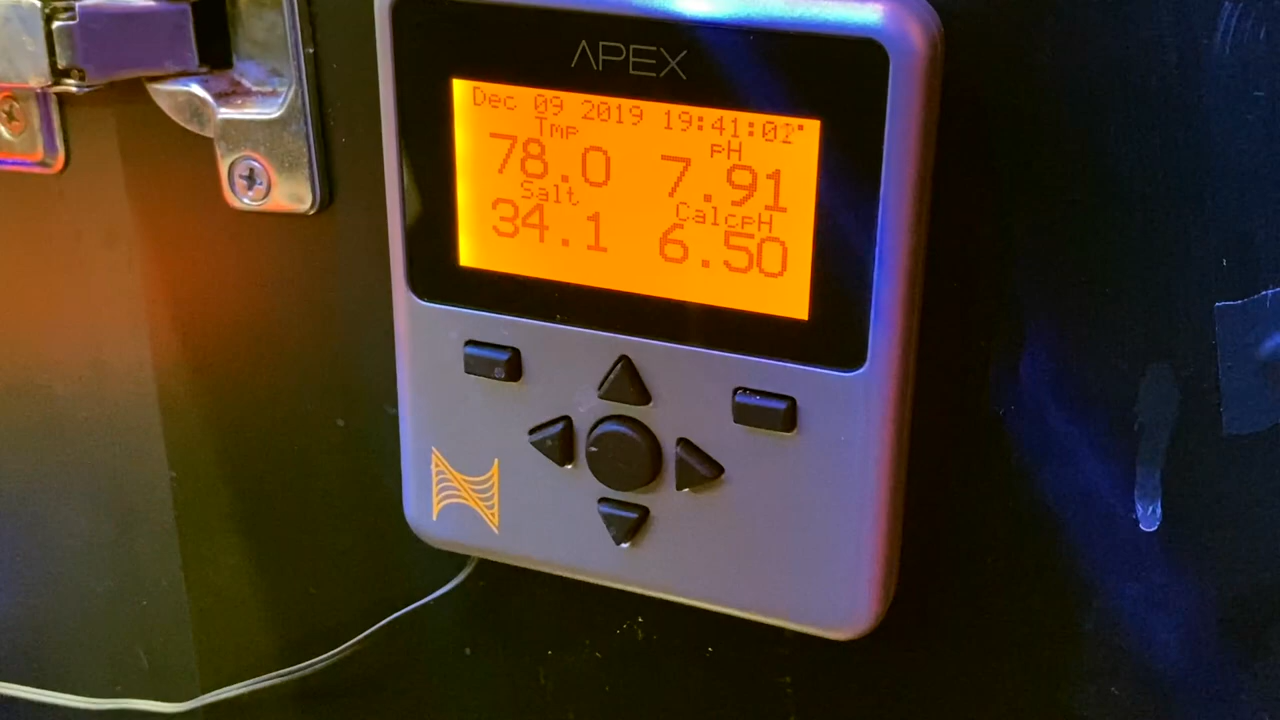 APEX
Dec 09 2019 19:41:02
Tmp pH
78.0 7.91
Salt CalcpH
34.1 6.50